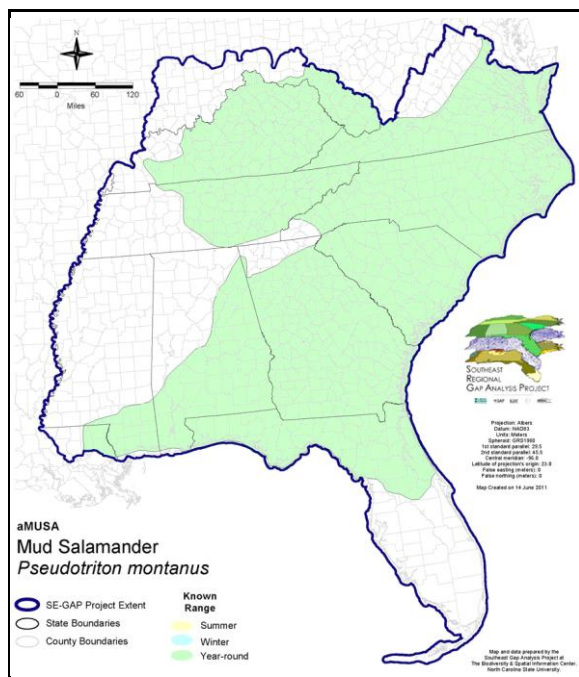 60 0 60 120
Miles
SOUTHEAST
REGIONAL
GAP ANALYSIS PROJECT
Projection: Albers
Datum: NAD83
Units: Meters
Spheroid: GRS1980
1st standard parallel: 29.5
2nd standard parallel: 45.5
Central meridian: -96.0
Latitude of projection's origin: 23.0
False easting (meters): 0
False northing (meters): 0
Map Created on 14 June 2011
aMUSA
Mud Salamander
Pseudotriton montanus
SE-GAP Project Extent
State Boundaries
County Boundaries
Known
Range
Summer
Winter
Year-round
Map and data prepared by the
Southeast Gap Analysis Project at
The Biodiversity & Spatial Information Center,
North Carolina State University.